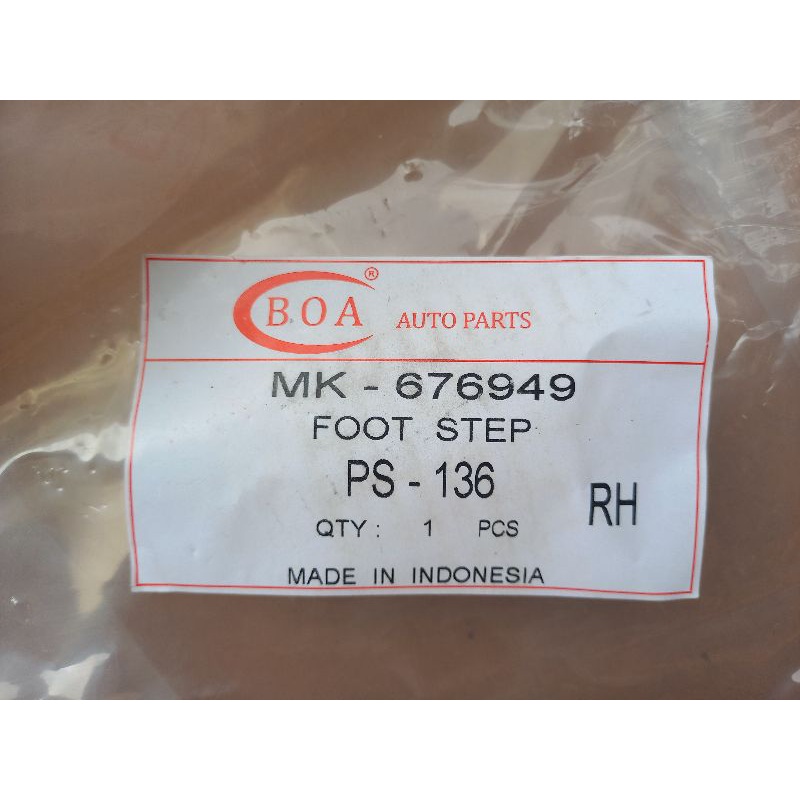 BOA ® AUTO PARTS
MK - 676949
FOOT STEP
PS - 136
RH
QTY : 1 PCS
MADE IN INDONESIA